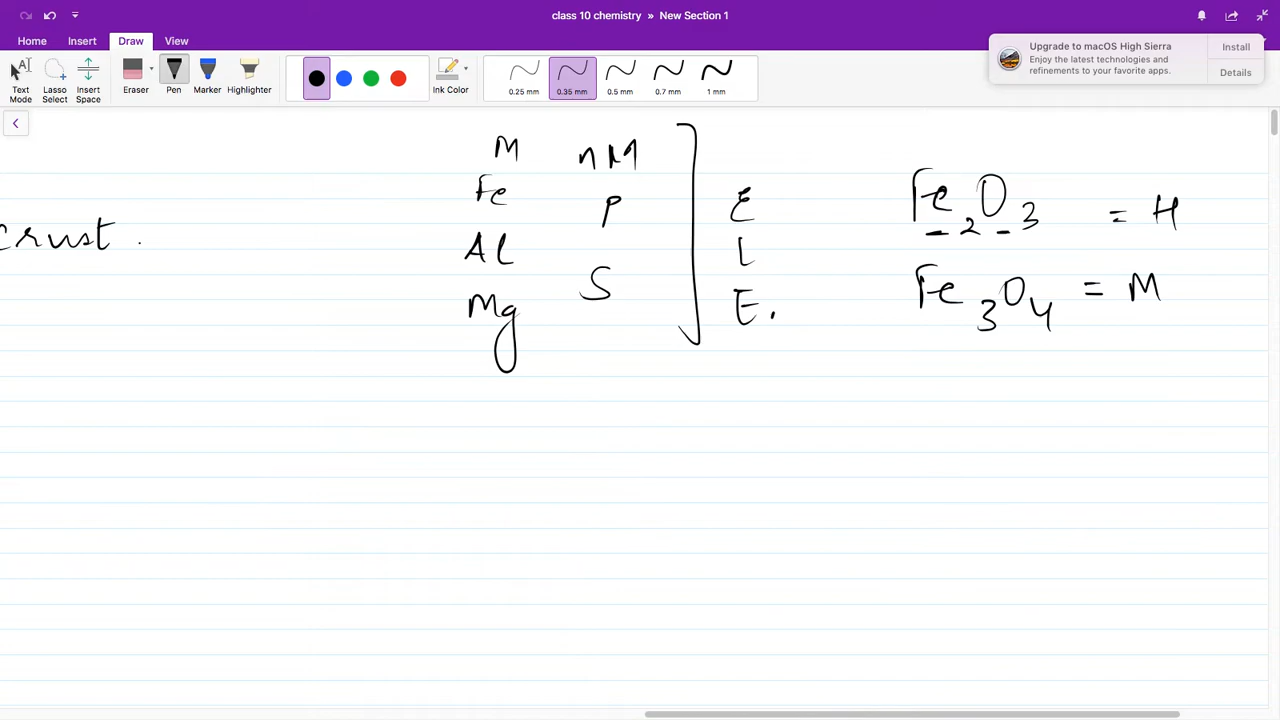 class 10 chemistry » New Section 1
Home Insert Draw View
Upgrade to macOS High Sierra
Enjoy the latest technologies and
refinements to your favorite apps.
Install
Details
Text Mode
Lasso Select
Insert Space
Eraser
Pen
Marker
Highlighter
Ink Color
0.25 mm 0.35 mm 0.5 mm 0.7 mm 1 mm
M nM
Fe P E
Al S L
Mg E.
crust.
Fe₂O₃ = H
Fe₃O₄ = M